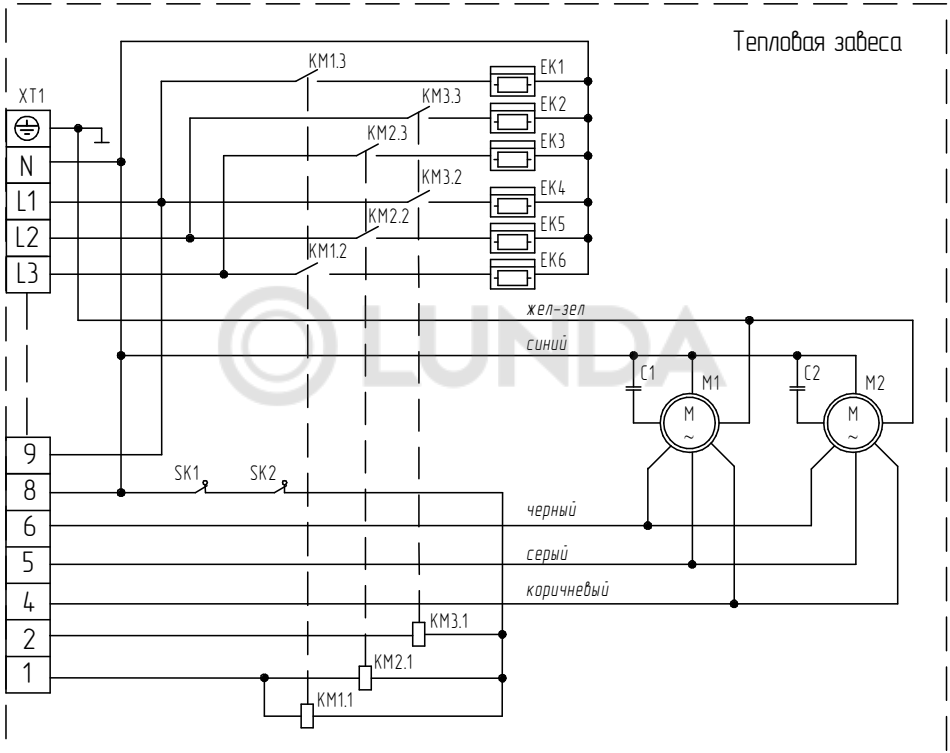 Тепловая завеса
XT1
N
L1
L2
L3
9
8
6
5
4
2
1
KM1.3
EK1
KM3.3
EK2
KM2.3
EK3
KM3.2
EK4
KM2.2
EK5
KM1.2
EK6
LUNDA
жел-зел
синий
C1
M1
M
~
C2
M2
M
~
SK1
SK2
черный
серый
коричневый
KM3.1
KM2.1
KM1.1